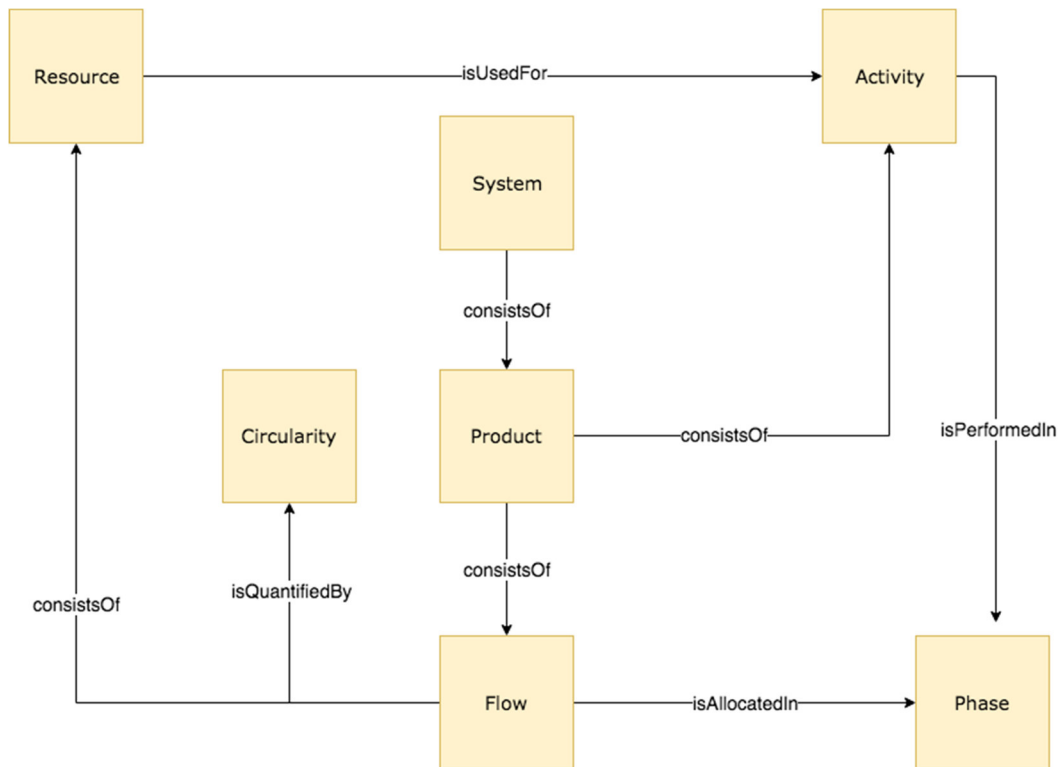 Resource
isUsedFor
Activity
System
consistsOf
Circularity
Product
consistsOf
isPerformedIn
consistsOf
isQuantifiedBy
consistsOf
Flow
isAllocatedIn
Phase